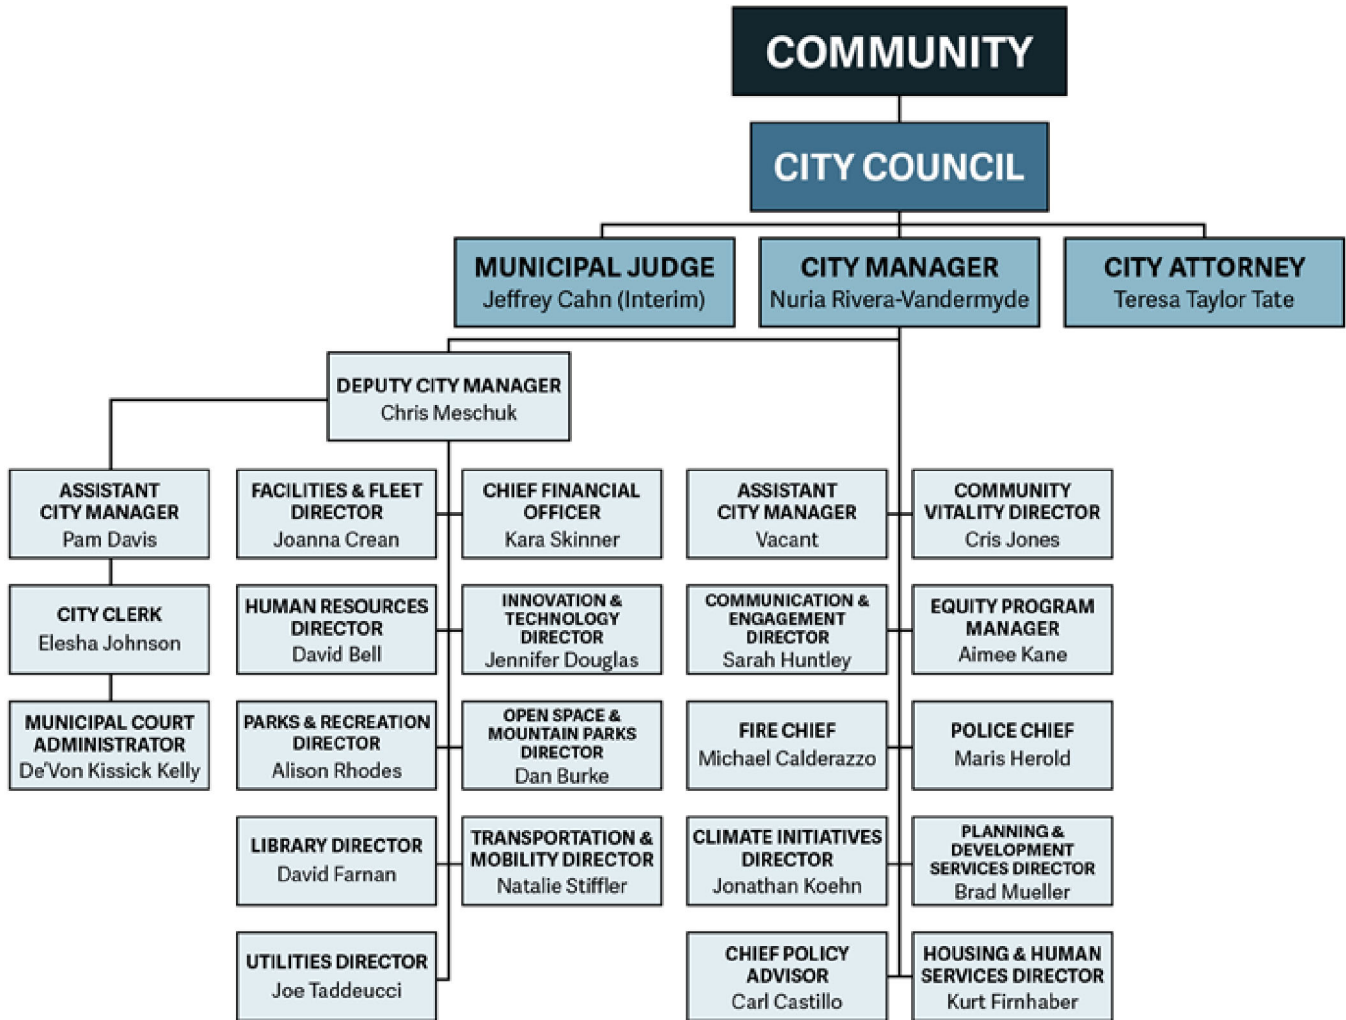 COMMUNITY
CITY COUNCIL
MUNICIPAL JUDGE
Jeffrey Cahn (Interim)
CITY MANAGER
Nuria Rivera-Vandermyde
CITY ATTORNEY
Teresa Taylor Tate
DEPUTY CITY MANAGER
Chris Meschuk
ASSISTANT
CITY MANAGER
Pam Davis
CITY CLERK
Elesha Johnson
MUNICIPAL COURT
ADMINISTRATOR
De'Von Kissick Kelly
FACILITIES & FLEET
DIRECTOR
Joanna Crean
CHIEF FINANCIAL
OFFICER
Kara Skinner
HUMAN RESOURCES
DIRECTOR
David Bell
INNOVATION &
TECHNOLOGY
DIRECTOR
Jennifer Douglas
PARKS & RECREATION
DIRECTOR
Alison Rhodes
OPEN SPACE &
MOUNTAIN PARKS
DIRECTOR
Dan Burke
LIBRARY DIRECTOR
David Farnan
TRANSPORTATION &
MOBILITY DIRECTOR
Natalie Stiffler
UTILITIES DIRECTOR
Joe Taddeucci
ASSISTANT
CITY MANAGER
Vacant
COMMUNITY
VITALITY DIRECTOR
Cris Jones
COMMUNICATION &
ENGAGEMENT
DIRECTOR
Sarah Huntley
EQUITY PROGRAM
MANAGER
Aimee Kane
FIRE CHIEF
Michael Calderazzo
POLICE CHIEF
Maris Herold
CLIMATE INITIATIVES
DIRECTOR
Jonathan Koehn
PLANNING &
DEVELOPMENT
SERVICES DIRECTOR
Brad Mueller
CHIEF POLICY
ADVISOR
Carl Castillo
HOUSING & HUMAN
SERVICES DIRECTOR
Kurt Firnhaber